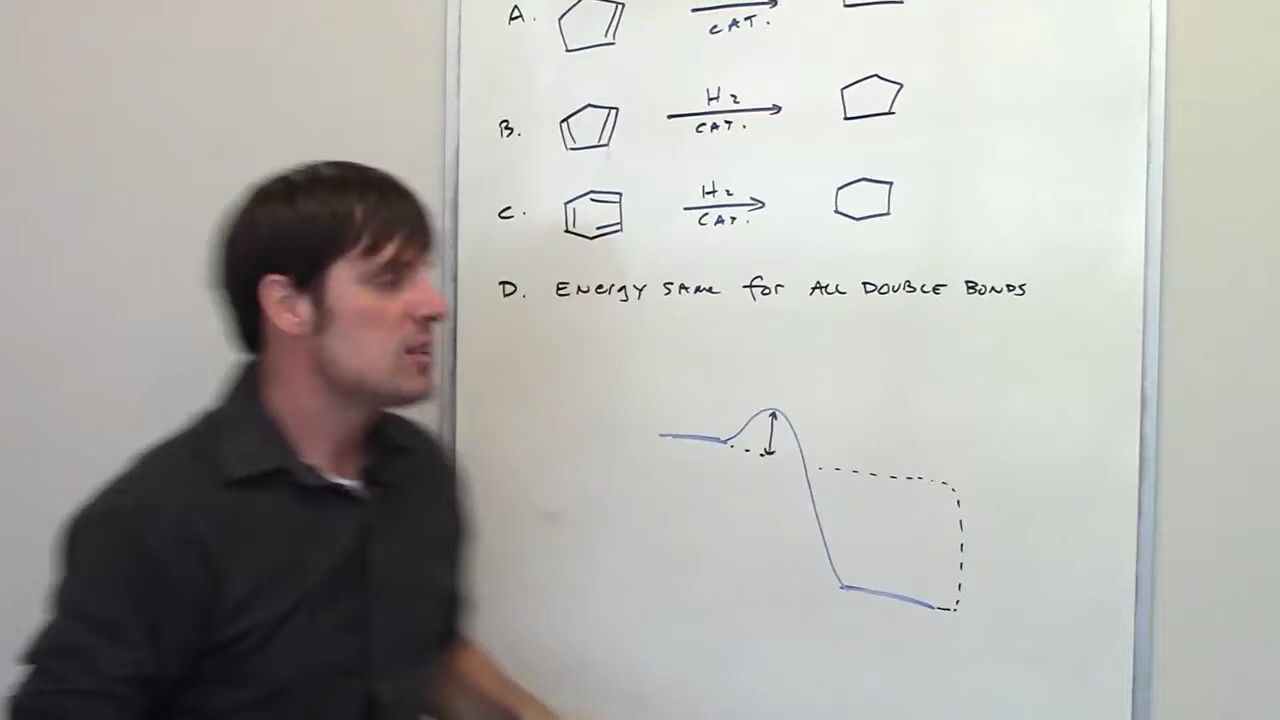 A. CAT.
B. H2 CAT.
C. H2 CAT.
D. ENERGY SAME for ALL DOUBLE BONDS